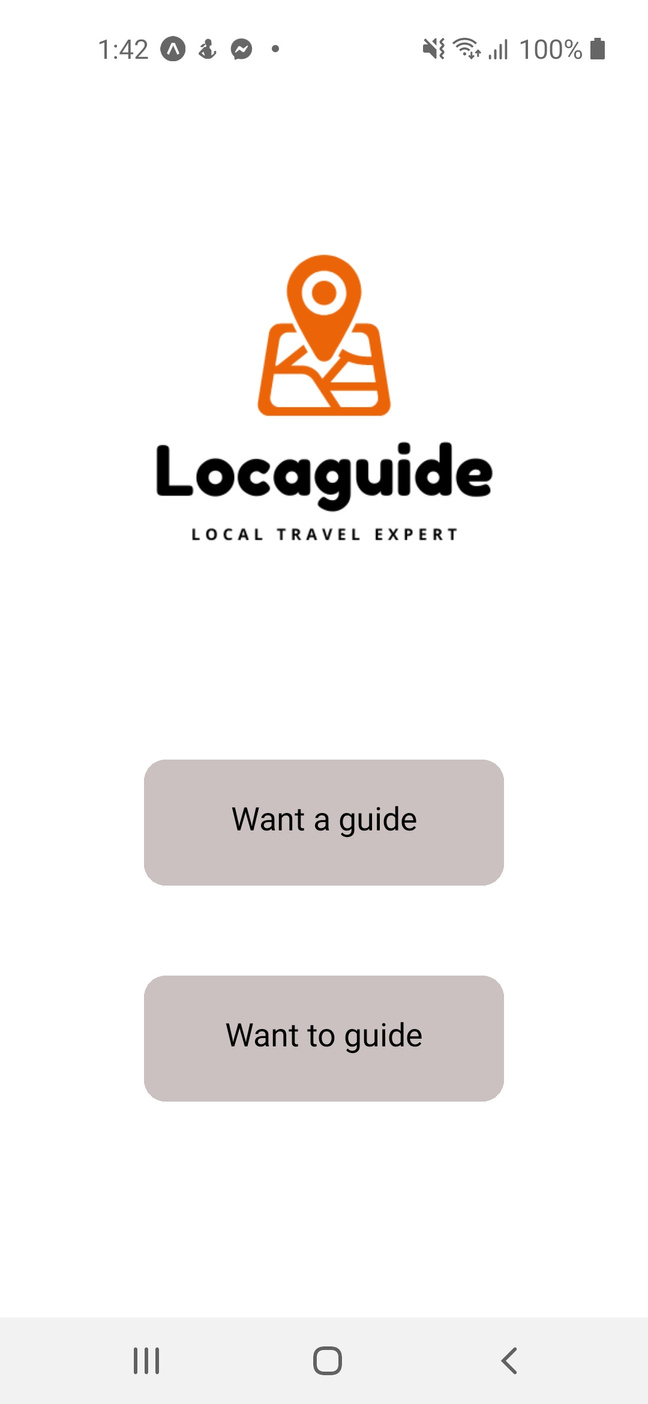 1:42 100%
Locaguide
LOCAL TRAVEL EXPERT
Want a guide
Want to guide